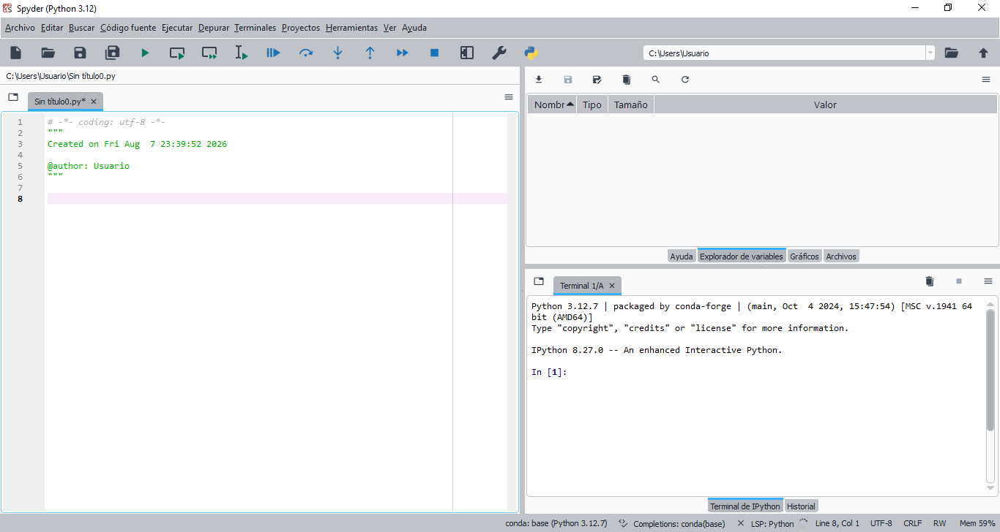 Spyder (Python 3.12)
Archivo Editar Buscar Código fuente Ejecutar Depurar Terminales Proyectos Herramientas Ver Ayuda
C:\Users\Usuario
C:\Users\Usuario\Sin título0.py
Sin título0.py*
1 # -*- coding: utf-8 -*-
2 """
3 Created on Fri Aug  7 23:39:52 2026
4
5 @author: Usuario
6 """
7
8
Nombr Tipo Tamaño Valor
Ayuda Explorador de variables Gráficos Archivos
Terminal 1/A
Python 3.12.7 | packaged by conda-forge | (main, Oct  4 2024, 15:47:54) [MSC v.1941 64
bit (AMD64)]
Type "copyright", "credits" or "license" for more information.
IPython 8.27.0 -- An enhanced Interactive Python.
In [1]:
Terminal de IPython Historial
conda: base (Python 3.12.7) Completions: conda(base) LSP: Python Line 8, Col 1 UTF-8 CRLF RW Mem 59%